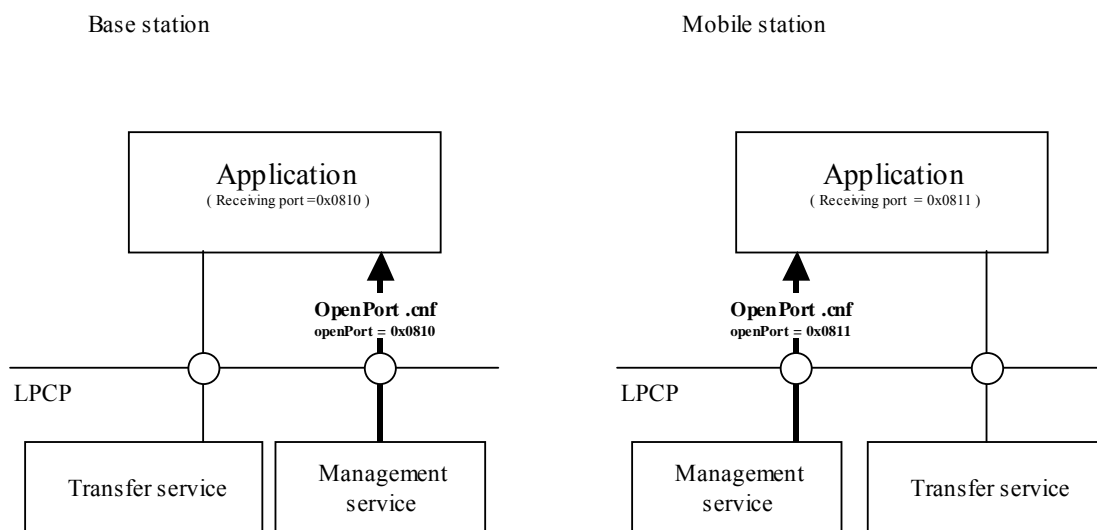 Base station
Mobile station
Application
( Receiving port =0x0810 )
Application
( Receiving port = 0x0811 )
OpenPort .cnf
openPort = 0x0810
OpenPort .cnf
openPort = 0x0811
LPCP
LPCP
Transfer service
Management
service
Management
service
Transfer service